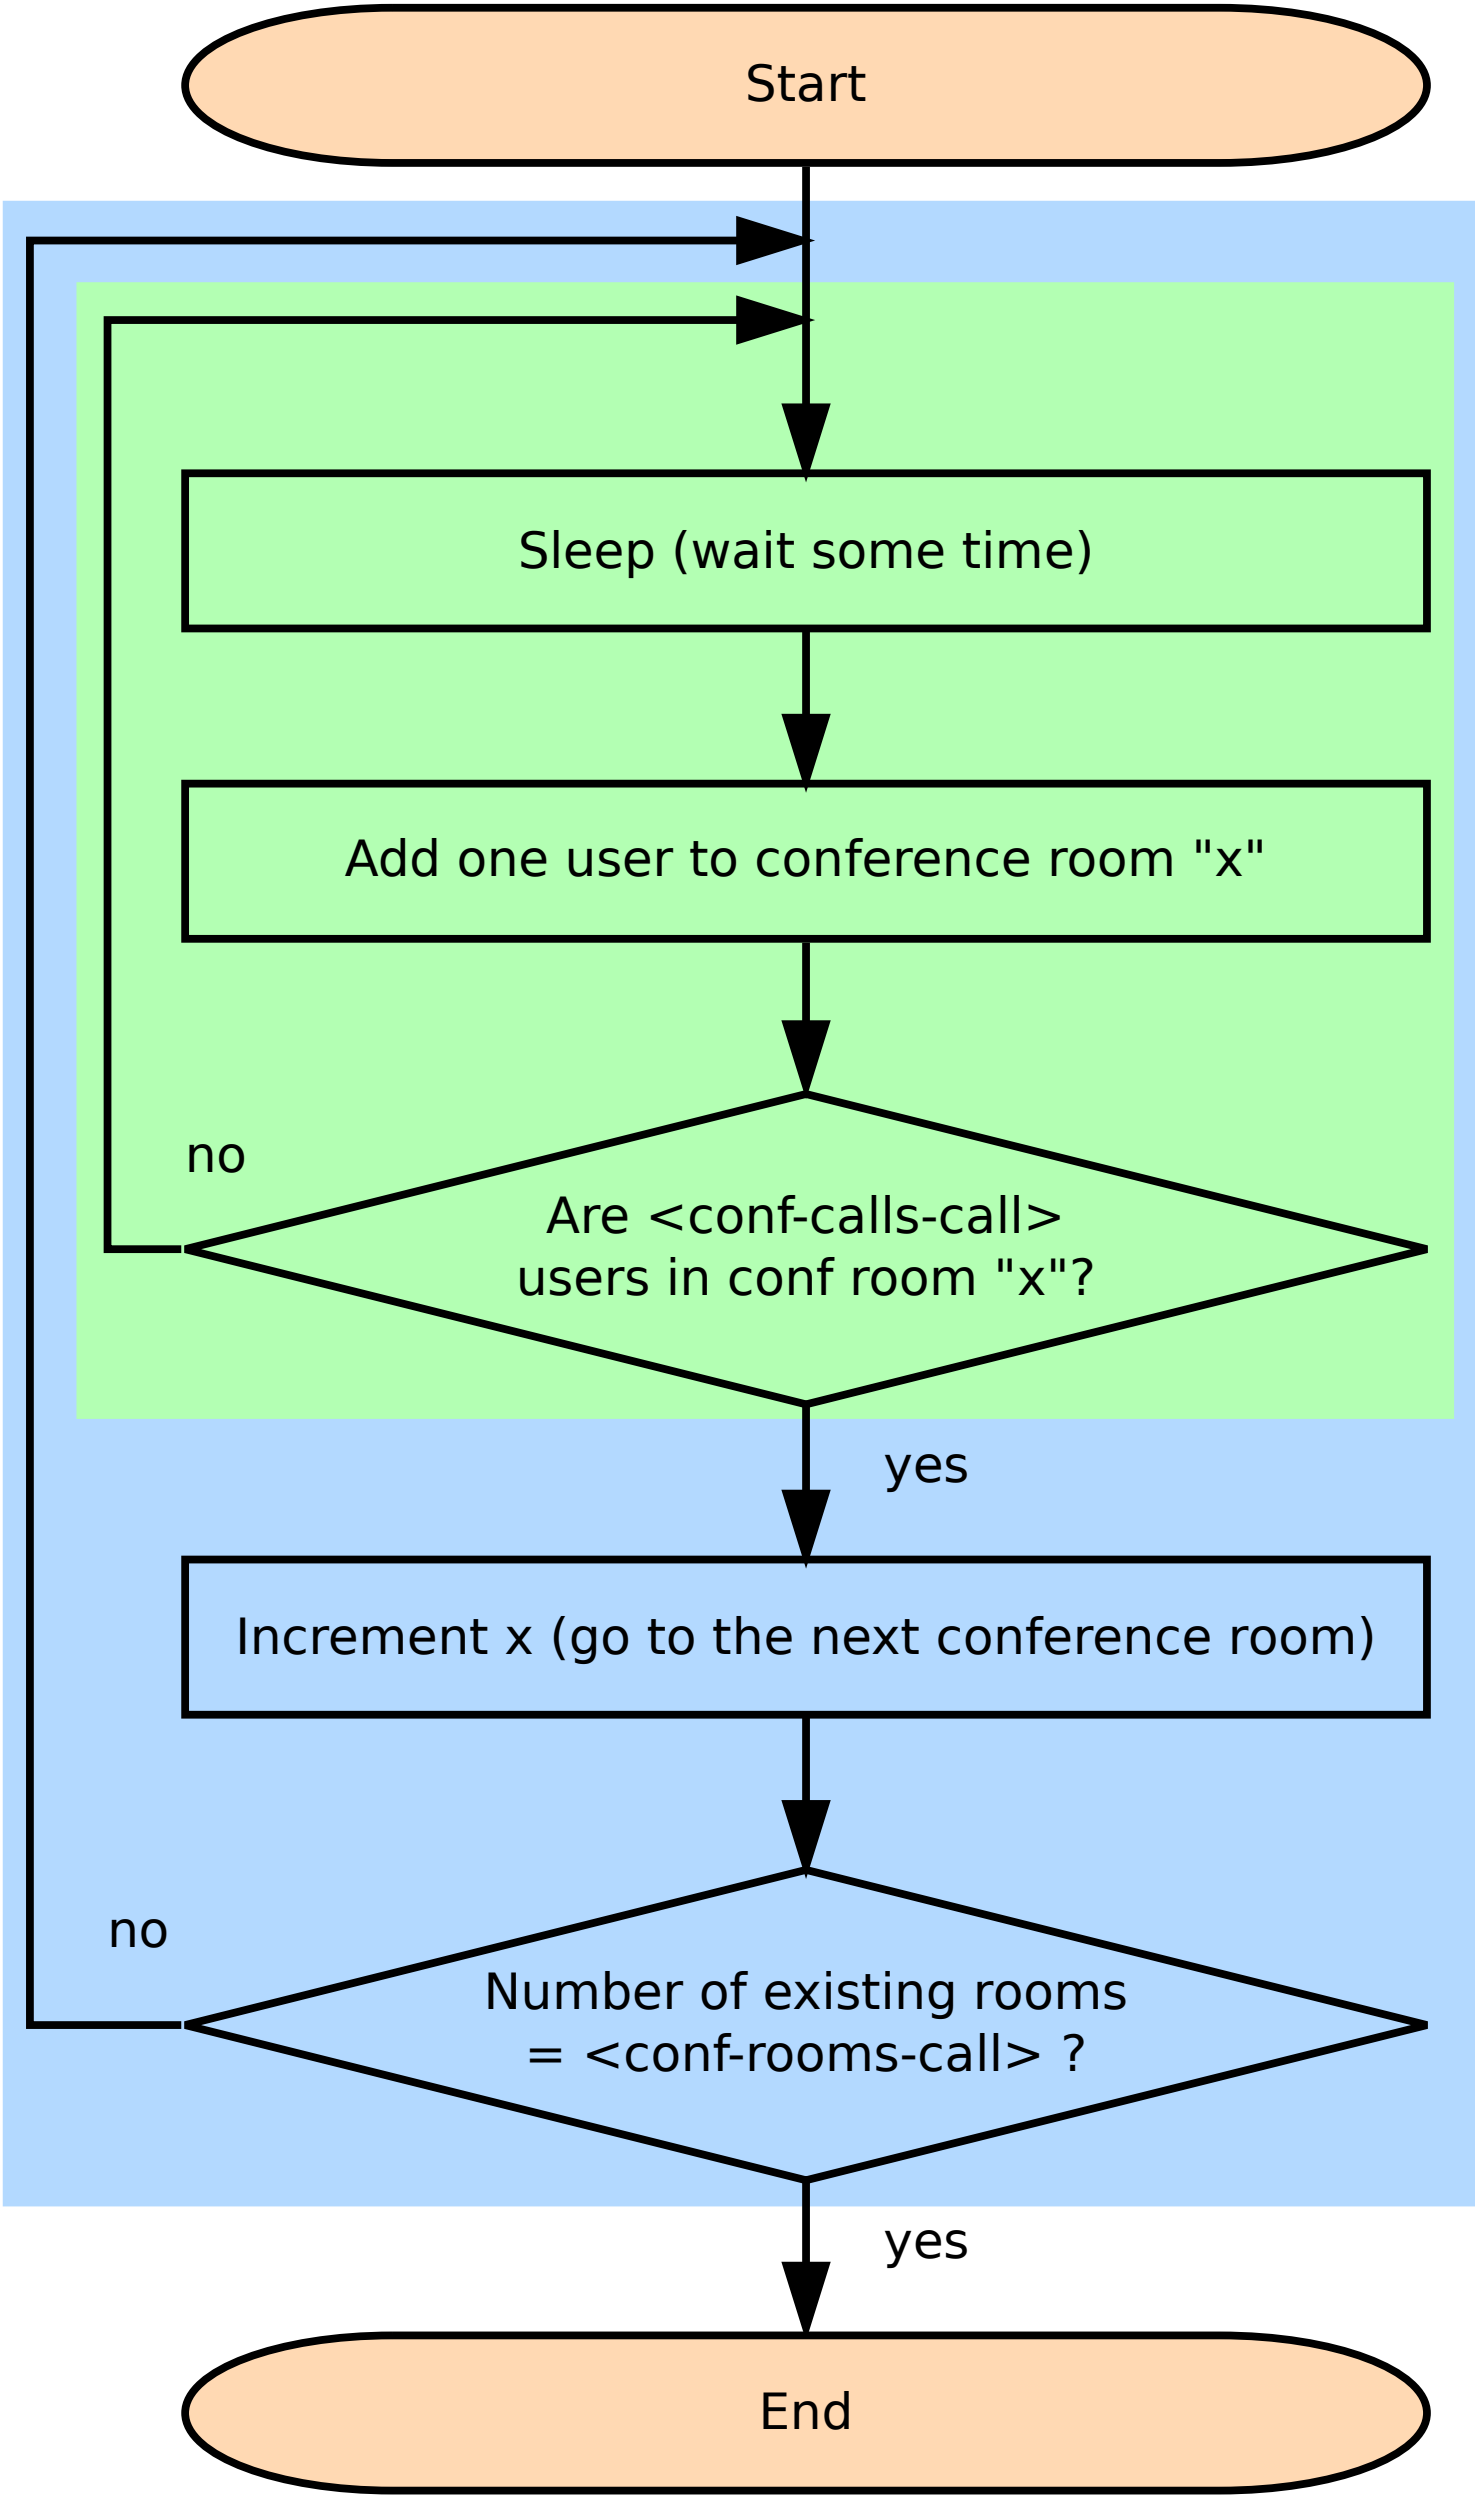 Start
Sleep (wait some time)
Add one user to conference room "x"
no
Are <conf-calls-call>
users in conf room "x"?
yes
Increment x (go to the next conference room)
no
Number of existing rooms
= <conf-rooms-call> ?
yes
End